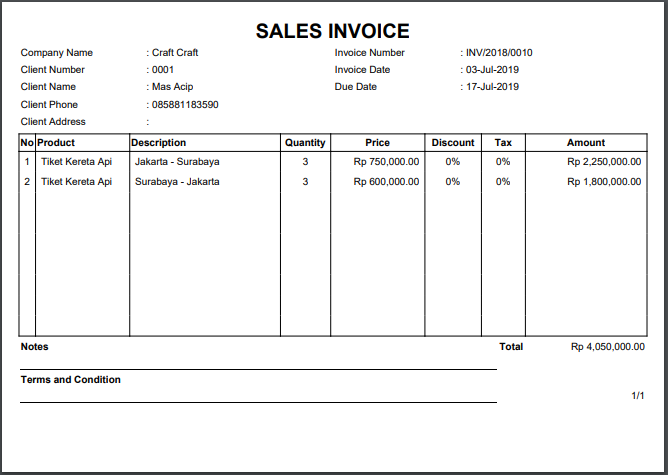 SALES INVOICE
Company Name : Craft Craft Invoice Number : INV/2018/0010
Client Number : 0001 Invoice Date : 03-Jul-2019
Client Name : Mas Acip Due Date : 17-Jul-2019
Client Phone : 085881183590
Client Address :
No Product Description Quantity Price Discount Tax Amount
1 Tiket Kereta Api Jakarta - Surabaya 3 Rp 750,000.00 0% 0% Rp 2,250,000.00
2 Tiket Kereta Api Surabaya - Jakarta 3 Rp 600,000.00 0% 0% Rp 1,800,000.00
Notes Total Rp 4,050,000.00
Terms and Condition
1/1